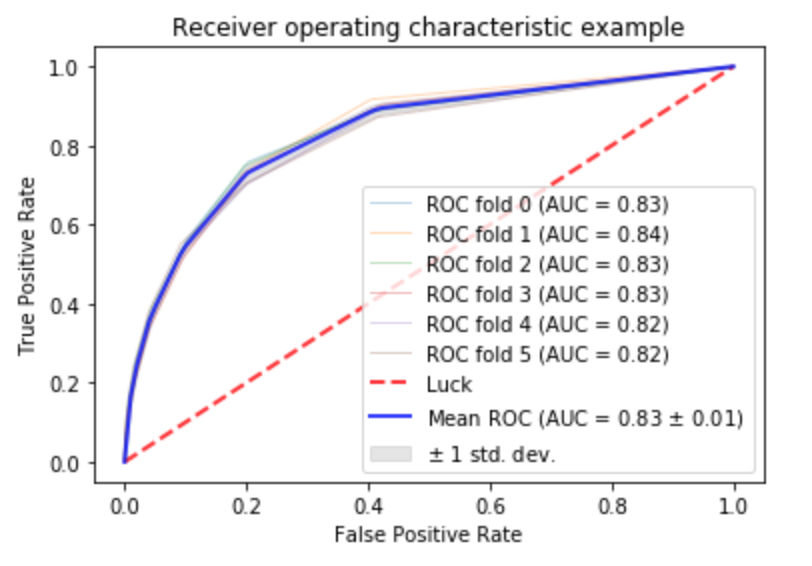 Receiver operating characteristic example
True Positive Rate
1.0
0.8
0.6
0.4
0.2
0.0
ROC fold 0 (AUC = 0.83)
ROC fold 1 (AUC = 0.84)
ROC fold 2 (AUC = 0.83)
ROC fold 3 (AUC = 0.83)
ROC fold 4 (AUC = 0.82)
ROC fold 5 (AUC = 0.82)
Luck
Mean ROC (AUC = 0.83 ± 0.01)
± 1 std. dev.
0.0 0.2 0.4 0.6 0.8 1.0
False Positive Rate